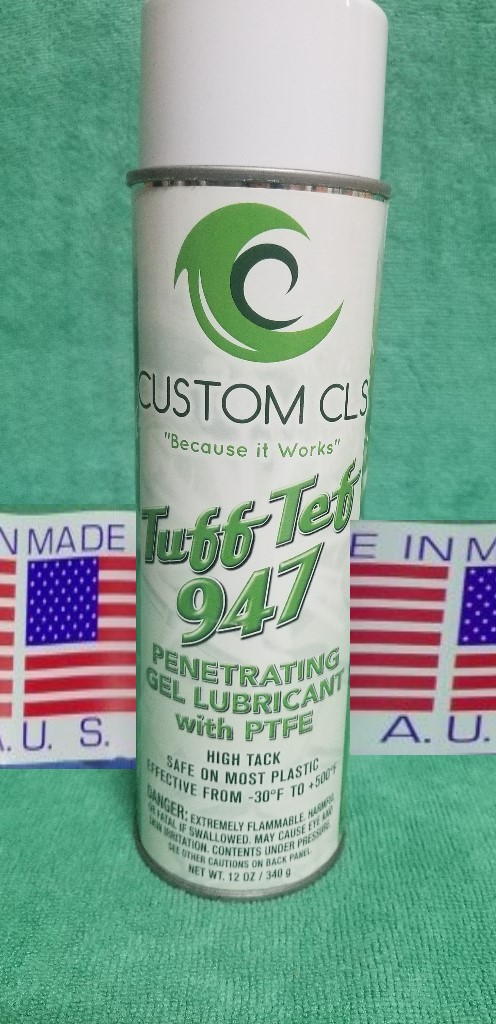 CUSTOM CLS
"Because it Works"
Tuff Tef
947
PENETRATING
GEL LUBRICANT
with PTFE
HIGH TACK
SAFE ON MOST PLASTIC
EFFECTIVE FROM -30°F TO +500°F
DANGER: EXTREMELY FLAMMABLE. HARMFUL
OR FATAL IF SWALLOWED. MAY CAUSE EYE AND
SKIN IRRITATION. CONTENTS UNDER PRESSURE.
SEE OTHER CAUTIONS ON BACK PANEL.
NET WT. 12 OZ / 340 g
N MADE
.U. S.
E IN M
A.U.